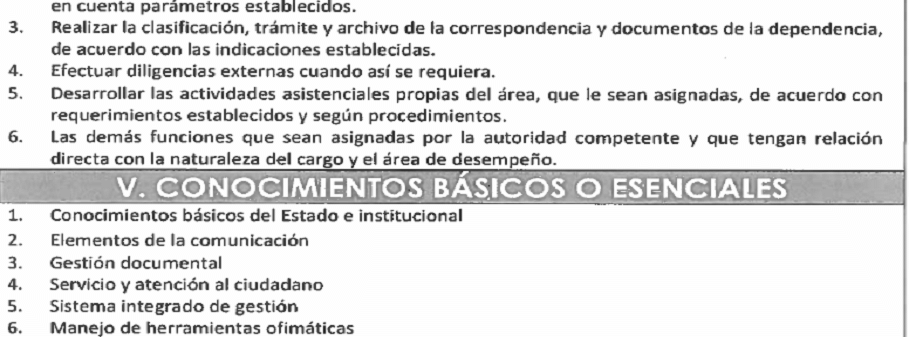 en cuenta parámetros establecidos.
3. Realizar la clasificación, trámite y archivo de la correspondencia y documentos de la dependencia,
de acuerdo con las indicaciones establecidas.
4. Efectuar diligencias externas cuando así se requiera.
5. Desarrollar las actividades asistenciales propias del área, que le sean asignadas, de acuerdo con
requerimientos establecidos y según procedimientos.
6. Las demás funciones que sean asignadas por la autoridad competente y que tengan relación
directa con la naturaleza del cargo y el área de desempeño.
V. CONOCIMIENTOS BÁSICOS O ESENCIALES
1. Conocimientos básicos del Estado e institucional
2. Elementos de la comunicación
3. Gestión documental
4. Servicio y atención al ciudadano
5. Sistema integrado de gestión
6. Manejo de herramientas ofimáticas